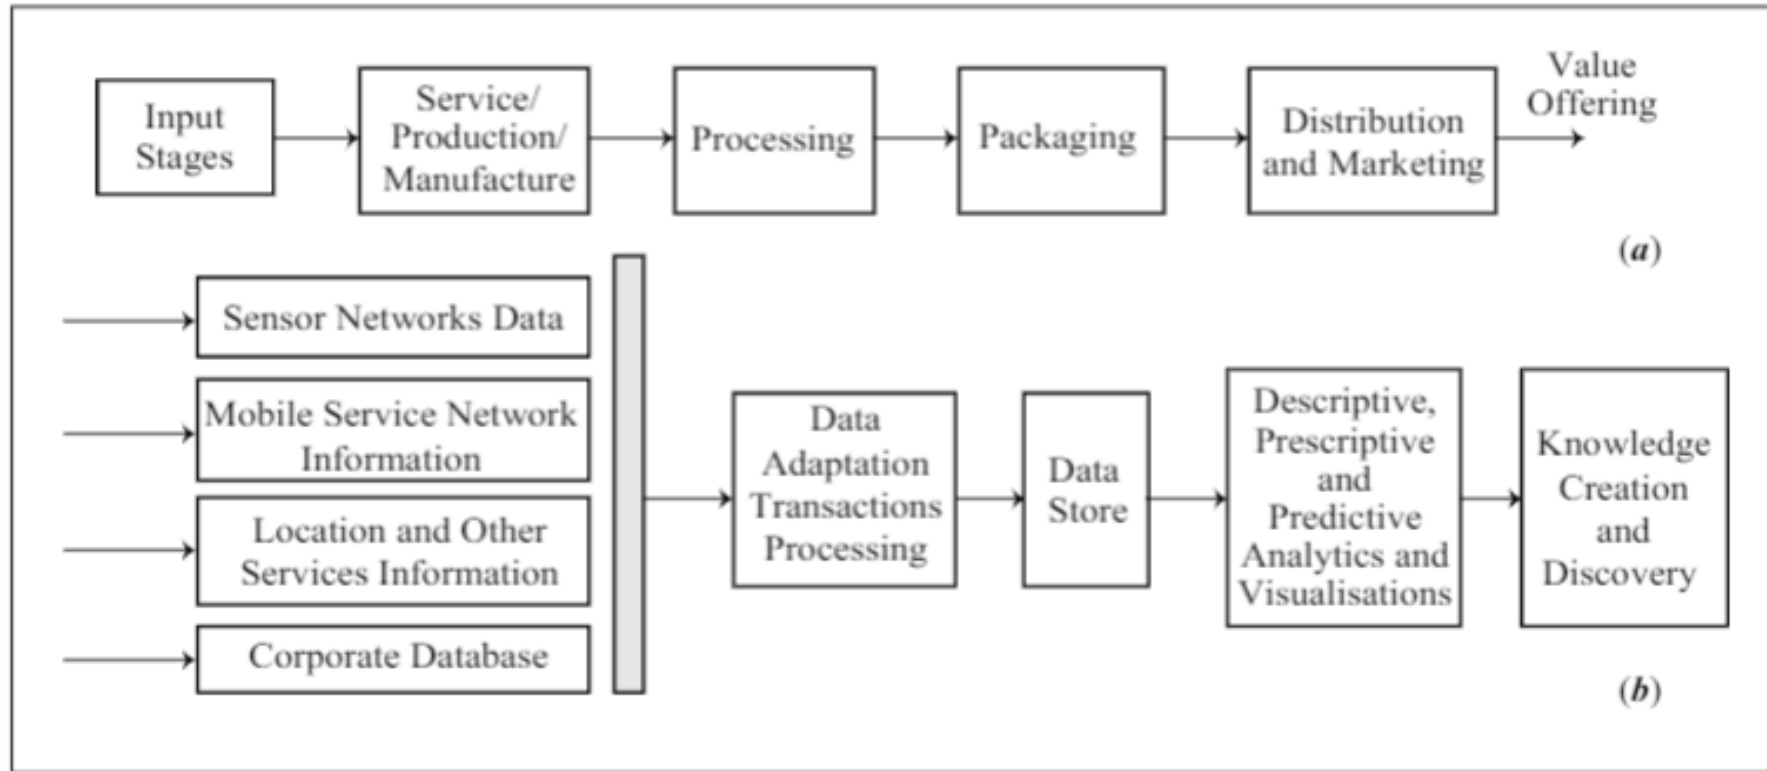 Input
Stages
Service/
Production/
Manufacture
Processing
Packaging
Distribution
and Marketing
Value
Offering
(a)
Sensor Networks Data
Mobile Service Network
Information
Location and Other
Services Information
Corporate Database
Data
Adaptation
Transactions
Processing
Data
Store
Descriptive,
Prescriptive
and
Predictive
Analytics and
Visualisations
Knowledge
Creation
and
Discovery
(b)